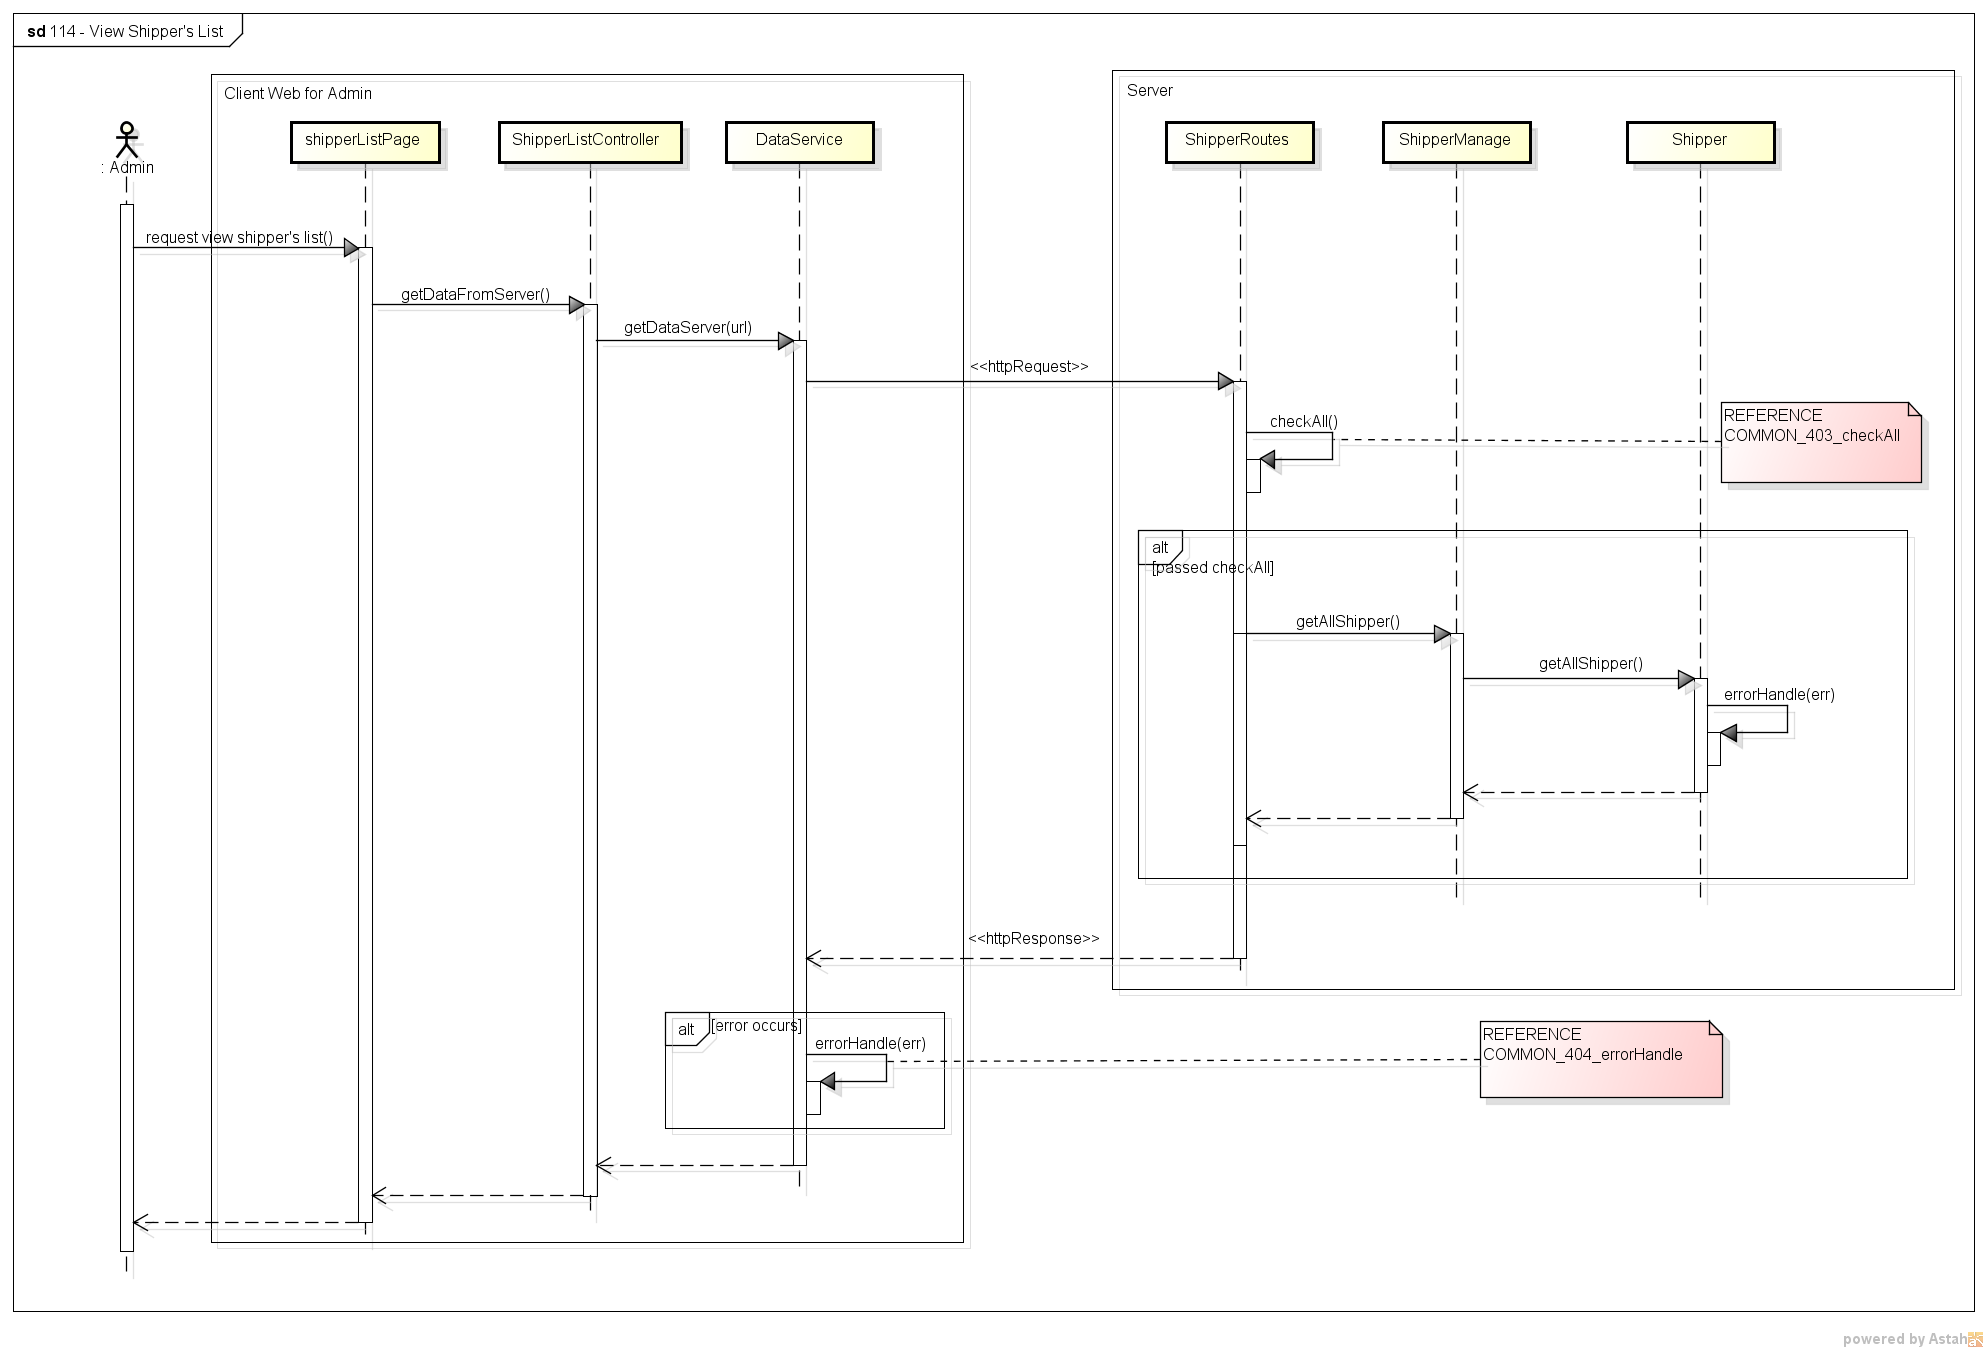 sd 114 - View Shipper's List
Client Web for Admin
Server
: Admin
shipperListPage
ShipperListController
DataService
ShipperRoutes
ShipperManage
Shipper
request view shipper's list()
getDataFromServer()
getDataServer(url)
<<httpRequest>>
checkAll()
REFERENCE
COMMON_403_checkAll
alt
[passed checkAll]
getAllShipper()
getAllShipper()
errorHandle(err)
<<httpResponse>>
alt
[error occurs]
errorHandle(err)
REFERENCE
COMMON_404_errorHandle
powered by Astah